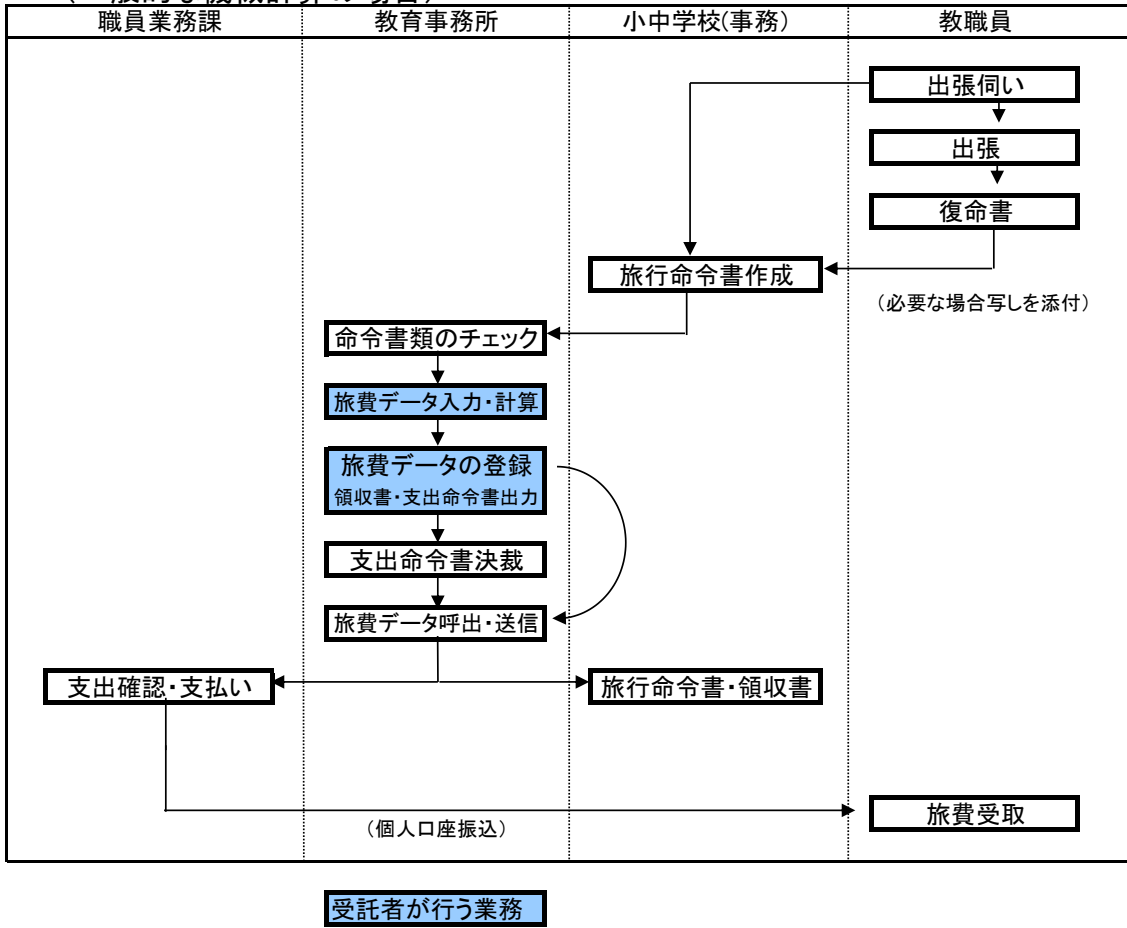 職員業務課
教育事務所
小中学校(事務)
教職員
出張伺い
出張
復命書
旅行命令書作成
（必要な場合写しを添付）
命令書類のチェック
旅費データ入力・計算
旅費データの登録
領収書・支出命令書出力
支出命令書決裁
旅費データ呼出・送信
支出確認・支払い
旅行命令書・領収書
旅費受取
（個人口座振込）
受託者が行う業務